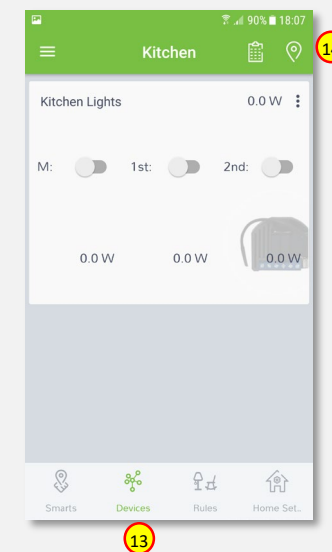 90% 18:07
Kitchen
14
Kitchen Lights 0.0 W
M: 1st: 2nd:
0.0 W 0.0 W 0.0 W
Smarts Devices Rules Home Set..
13